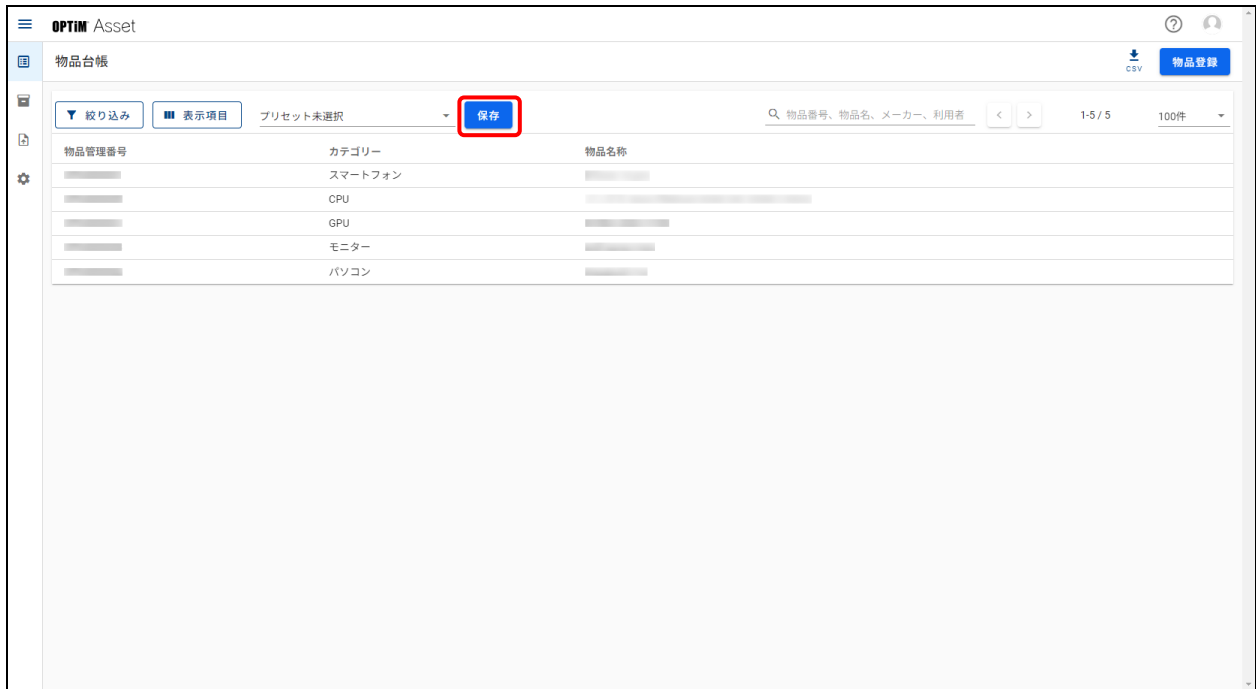 OPTiM Asset
物品台帳
CSV
物品登録
絞り込み 表示項目 プリセット未選択 保存 物品番号、物品名、メーカー、利用者 1-5 / 5 100件
物品管理番号 カテゴリー 物品名称
スマートフォン
CPU
GPU
モニター
パソコン